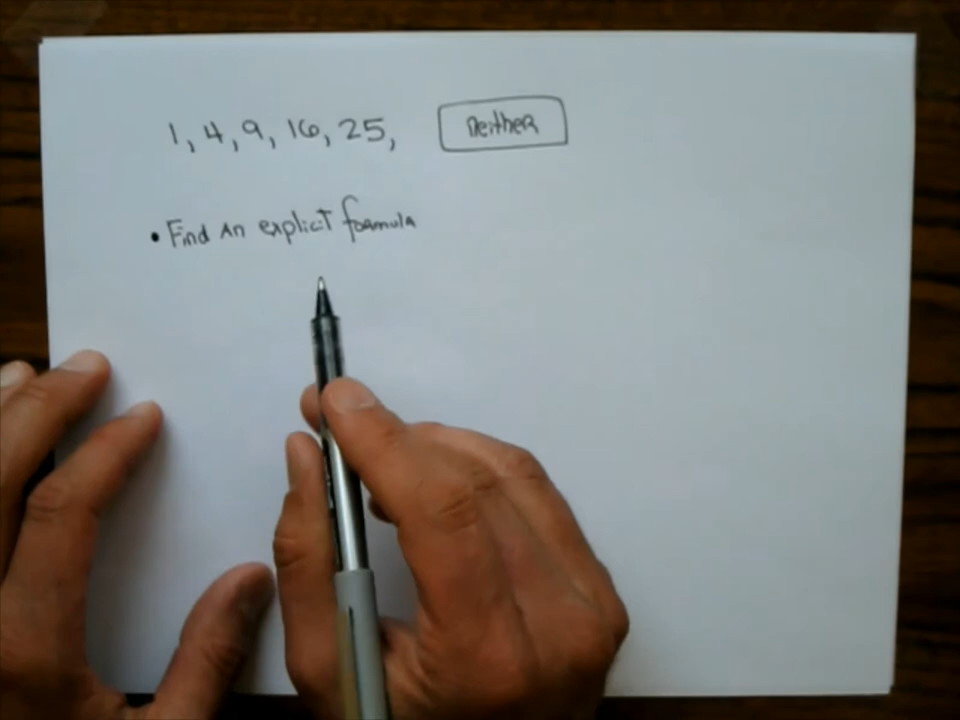 1, 4, 9, 16, 25, Neither
• Find an explicit formula